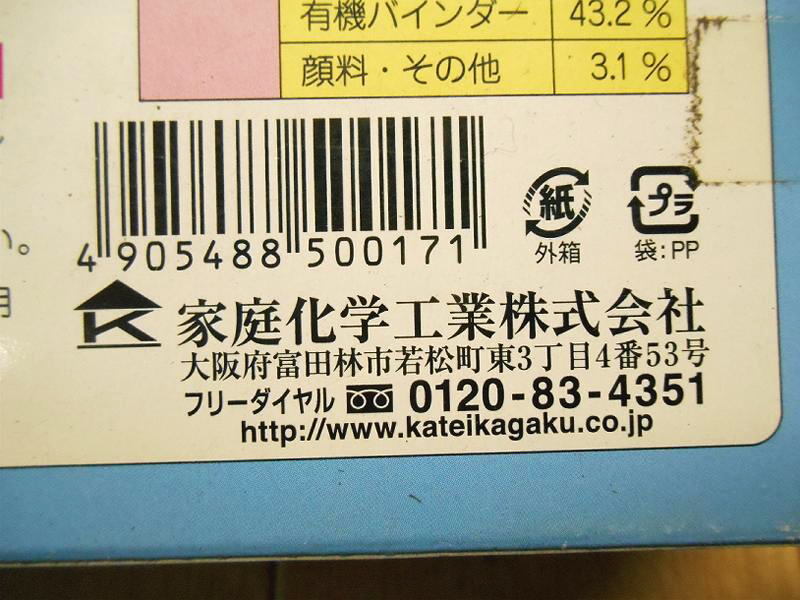 有機バインダー 43.2 %
顔料・その他 3.1 %
紙
外箱
プラ
袋:PP
い。
用
4 905488 500171
K
家庭化学工業株式会社
大阪府富田林市若松町東3丁目4番53号
フリーダイヤル 0120-83-4351
http://www.kateikagaku.co.jp